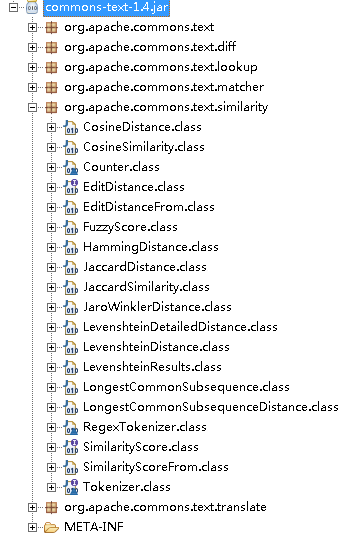 commons-text-1.4.jar
org.apache.commons.text
org.apache.commons.text.diff
org.apache.commons.text.lookup
org.apache.commons.text.matcher
org.apache.commons.text.similarity
CosineDistance.class
CosineSimilarity.class
Counter.class
EditDistance.class
EditDistanceFrom.class
FuzzyScore.class
HammingDistance.class
JaccardDistance.class
JaccardSimilarity.class
JaroWinklerDistance.class
LevenshteinDetailedDistance.class
LevenshteinDistance.class
LevenshteinResults.class
LongestCommonSubsequence.class
LongestCommonSubsequenceDistance.class
RegexTokenizer.class
SimilarityScore.class
SimilarityScoreFrom.class
Tokenizer.class
org.apache.commons.text.translate
META-INF